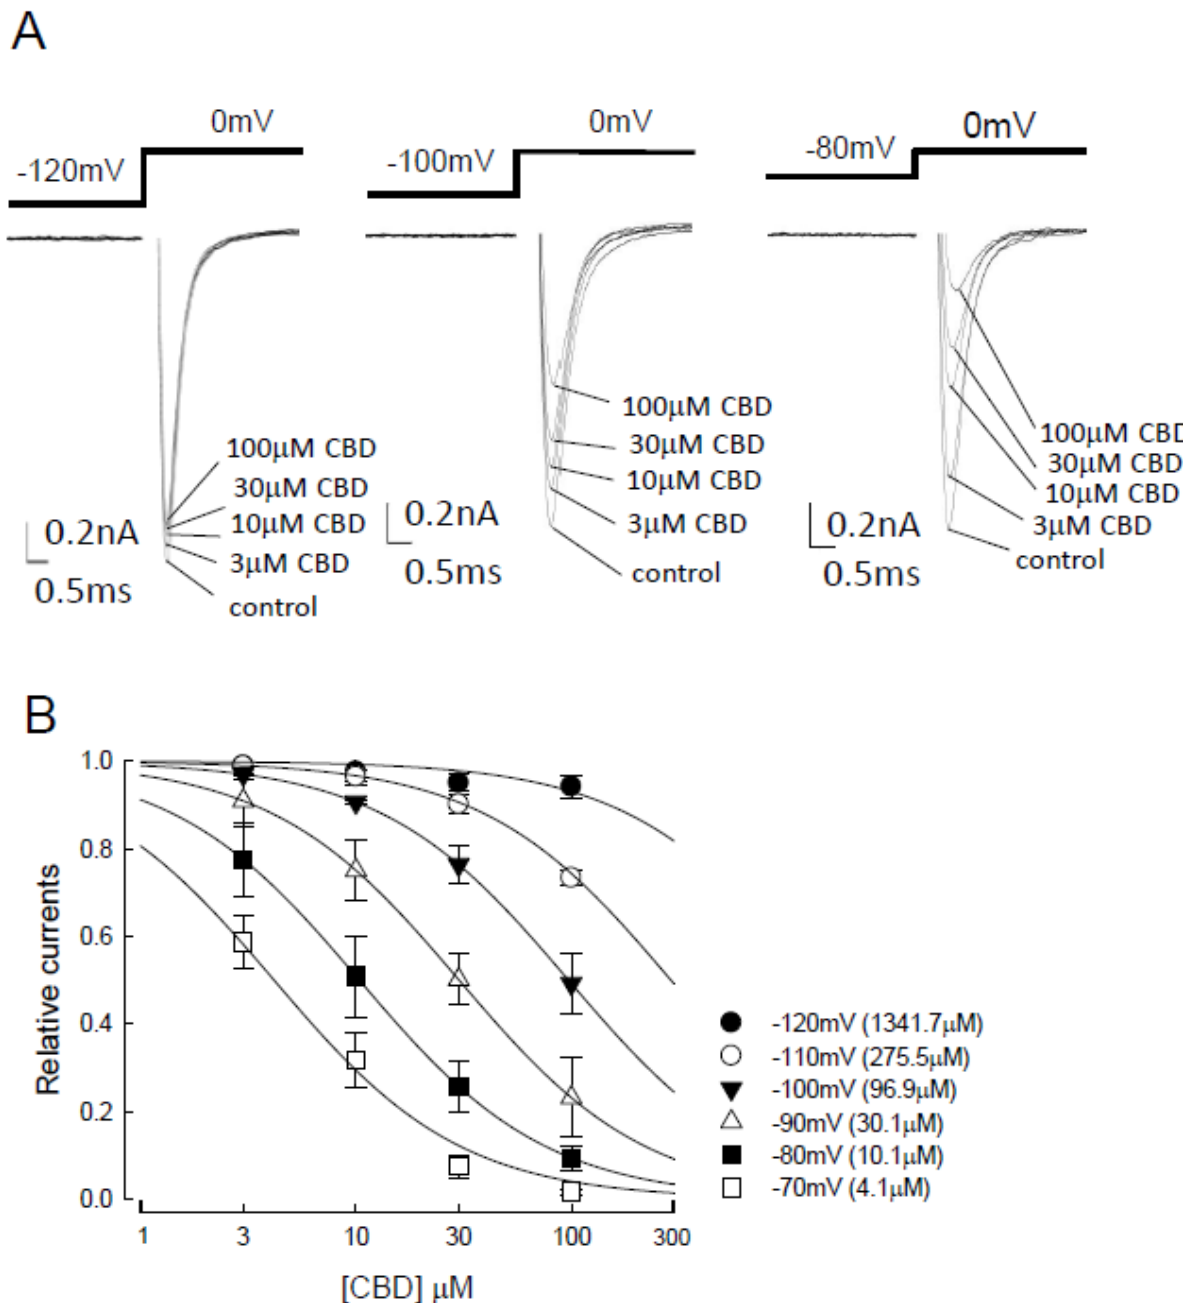 A
0mV
-120mV
0mV
-100mV
0mV
-80mV
100μM CBD
30μM CBD
10μM CBD
3μM CBD
control
0.2nA
0.5ms
100μM CBD
30μM CBD
10μM CBD
3μM CBD
control
0.2nA
0.5ms
100μM CBD
30μM CBD
10μM CBD
3μM CBD
control
0.2nA
0.5ms
B
Relative currents
1.0
0.8
0.6
0.4
0.2
0.0
1 3 10 30 100 300
[CBD] μM
-120mV (1341.7μM)
-110mV (275.5μM)
-100mV (96.9μM)
-90mV (30.1μM)
-80mV (10.1μM)
-70mV (4.1μM)